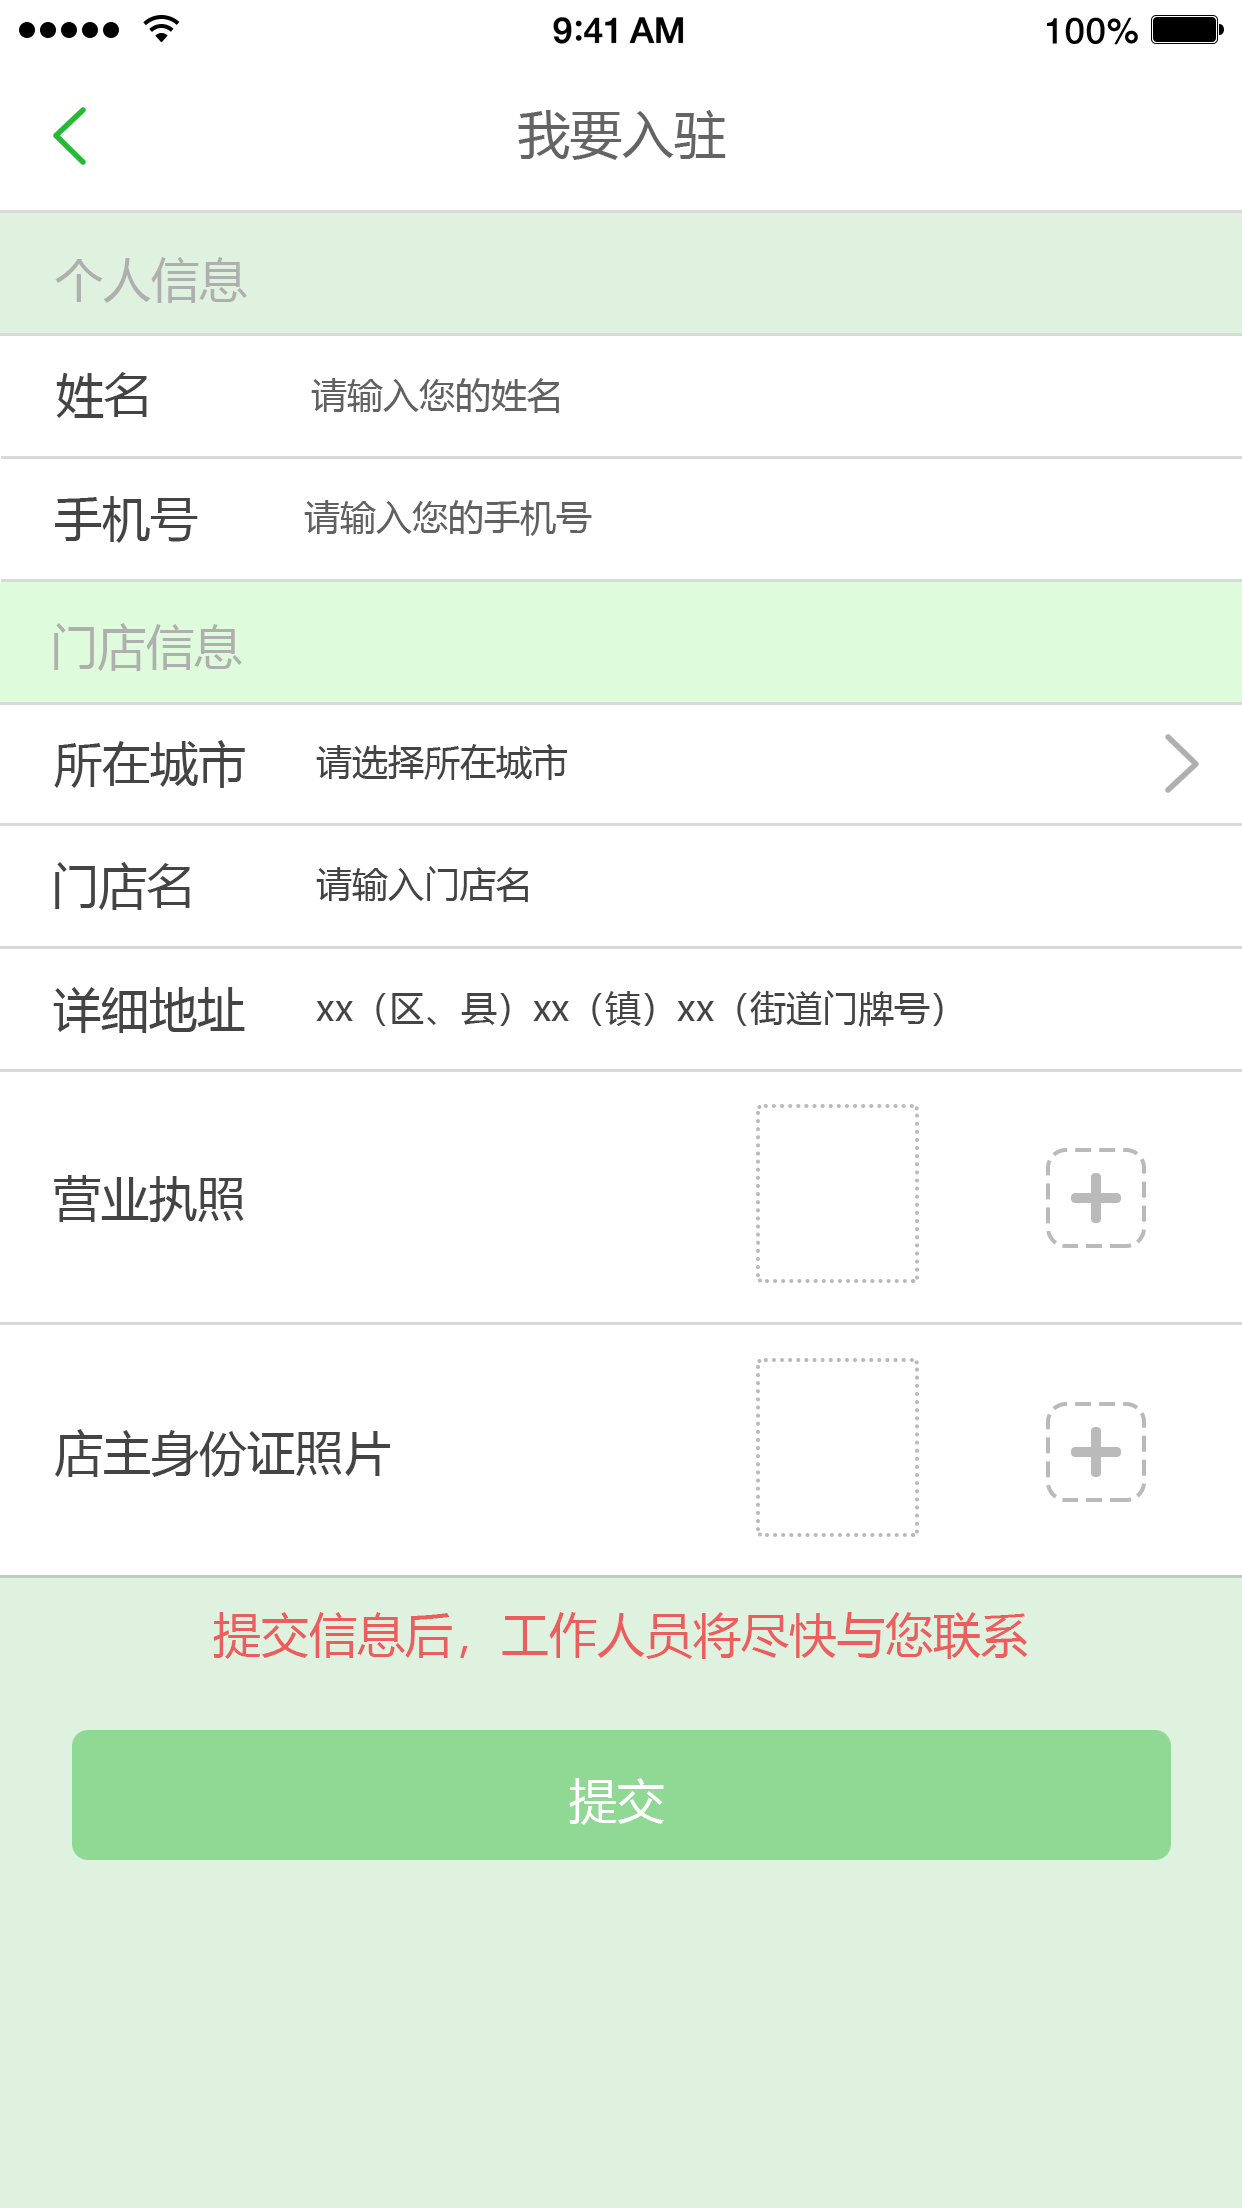 9:41 AM 100%
我要入驻
个人信息
姓名 请输入您的姓名
手机号 请输入您的手机号
门店信息
所在城市 请选择所在城市
门店名 请输入门店名
详细地址 xx（区、县）xx（镇）xx（街道门牌号）
营业执照
店主身份证照片
提交信息后，工作人员将尽快与您联系
提交